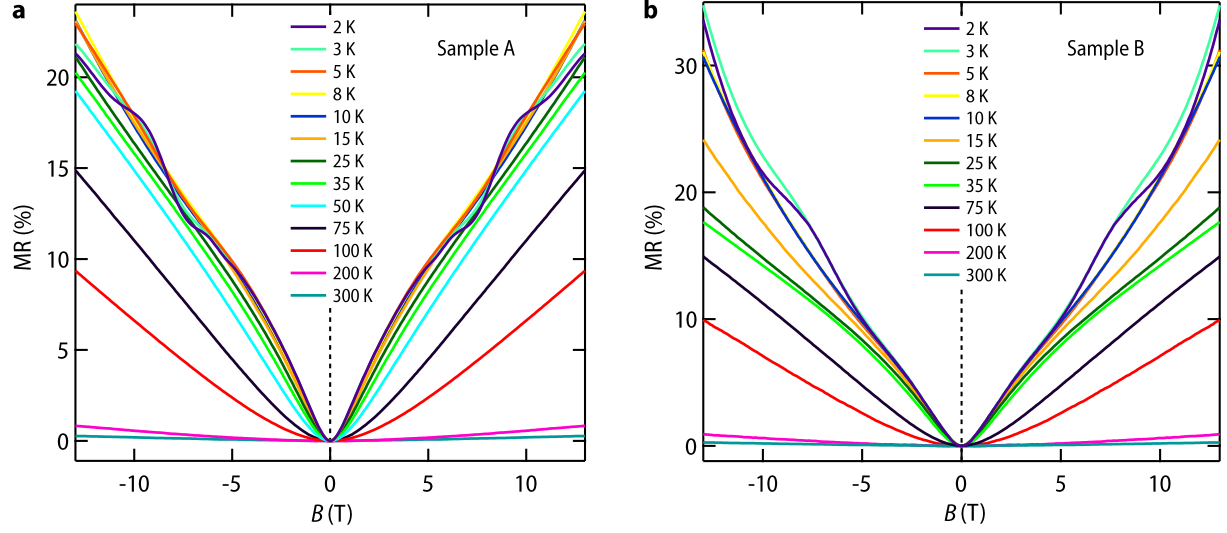 a
Sample A
2 K
3 K
5 K
8 K
10 K
15 K
25 K
35 K
50 K
75 K
100 K
200 K
300 K
MR (%)
20
15
10
5
0
-10
-5
0
5
10
B (T)
b
Sample B
2 K
3 K
5 K
8 K
10 K
15 K
25 K
35 K
75 K
100 K
200 K
300 K
MR (%)
30
20
10
0
-10
-5
0
5
10
B (T)